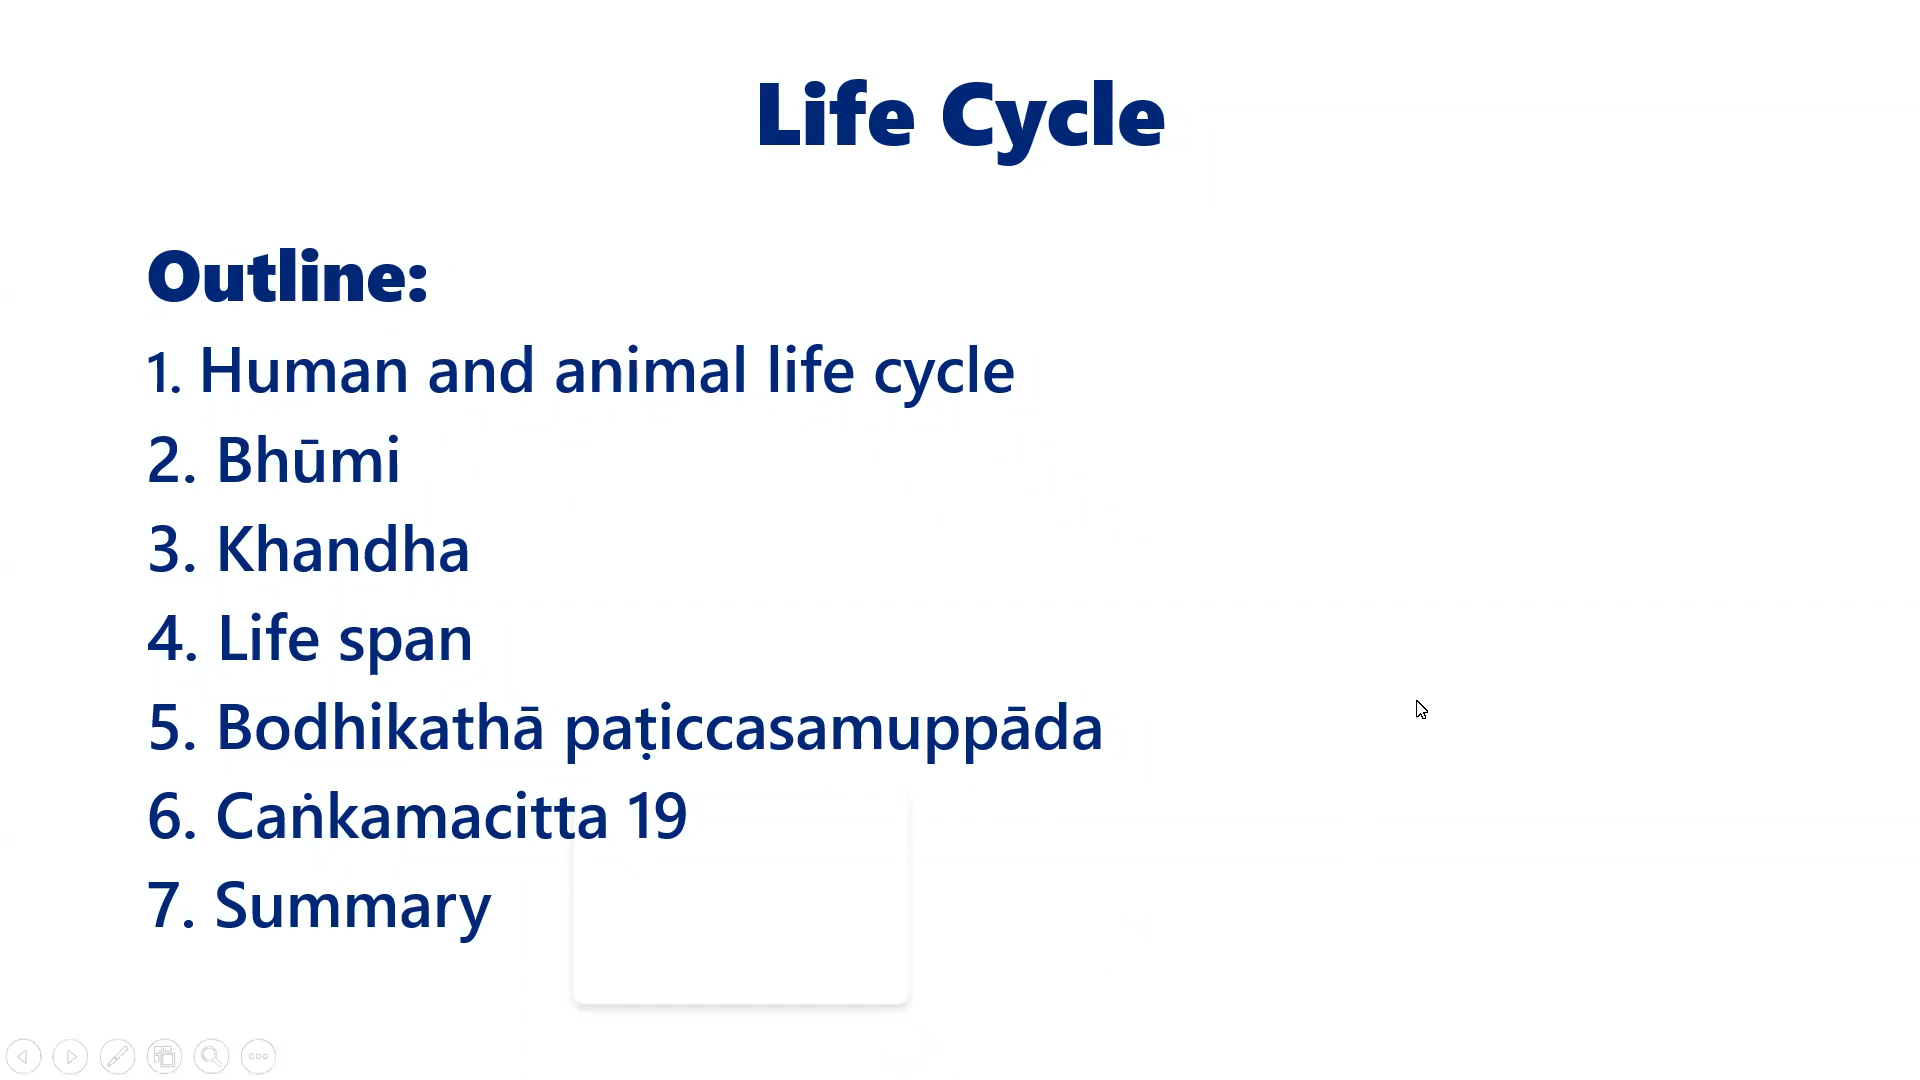 Life Cycle
Outline:
1. Human and animal life cycle
2. Bhūmi
3. Khandha
4. Life span
5. Bodhikathā paṭiccasamuppāda
6. Caṅkamacitta 19
7. Summary